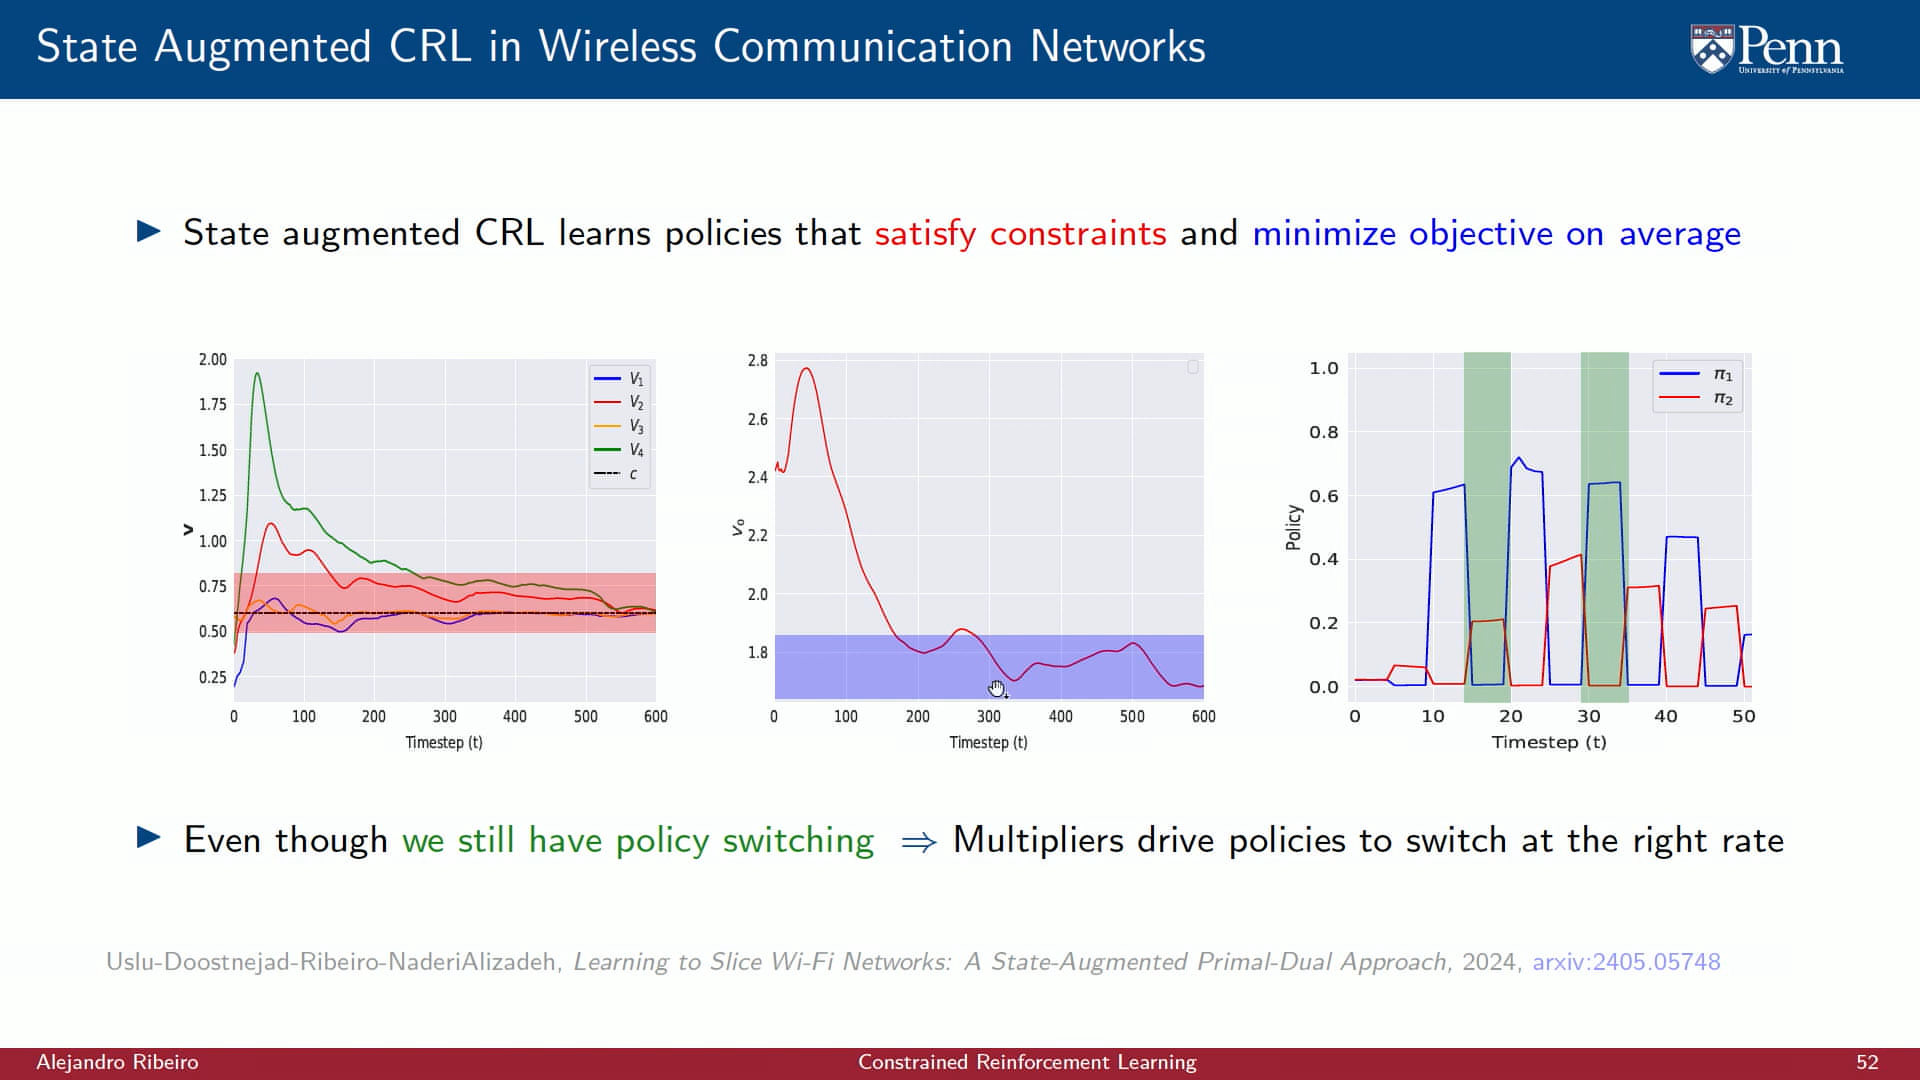 State Augmented CRL in Wireless Communication Networks
Penn
UNIVERSITY of PENNSYLVANIA
▶ State augmented CRL learns policies that satisfy constraints and minimize objective on average
2.00
1.75
1.50
1.25
1.00
0.75
0.50
0.25
V
V₁
V₂
V₃
V₄
c
0 100 200 300 400 500 600
Timestep (t)
2.8
2.6
2.4
2.2
2.0
1.8
V₀
0 100 200 300 400 500 600
Timestep (t)
1.0
0.8
0.6
0.4
0.2
0.0
Policy
π₁
π₂
0 10 20 30 40 50
Timestep (t)
▶ Even though we still have policy switching ⇒ Multipliers drive policies to switch at the right rate
Uslu-Doostnejad-Ribeiro-NaderiAlizadeh, Learning to Slice Wi-Fi Networks: A State-Augmented Primal-Dual Approach, 2024, arxiv:2405.05748
Alejandro Ribeiro
Constrained Reinforcement Learning
52